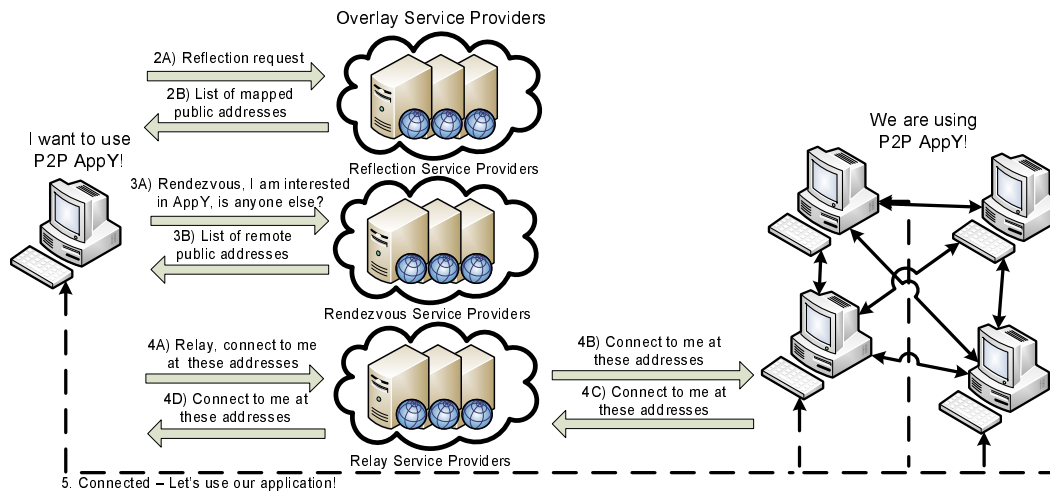 Overlay Service Providers
2A) Reflection request
2B) List of mapped
public addresses
Reflection Service Providers
I want to use
P2P AppY!
3A) Rendezvous, I am interested
in AppY, is anyone else?
3B) List of remote
public addresses
Rendezvous Service Providers
4A) Relay, connect to me
at these addresses
4D) Connect to me at
these addresses
Relay Service Providers
4B) Connect to me at
these addresses
4C) Connect to me at
these addresses
We are using
P2P AppY!
5. Connected – Let's use our application!